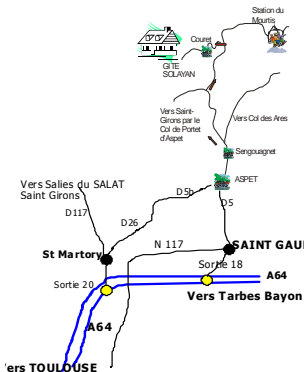 Station du
Mourtis
Couret
GITE
SOLAYAN
Vers Saint-
Girons par le
Col de Portet
d'Aspet
Vers Col des Ares
Sengouagnet
ASPET
Vers Salies du SALAT
Saint Girons
D5b
D5
D117
D26
N 117
St Martory
SAINT GAU
Sortie 18
Sortie 20
A64
Vers Tarbes Bayon
A64
ers TOULOUSE